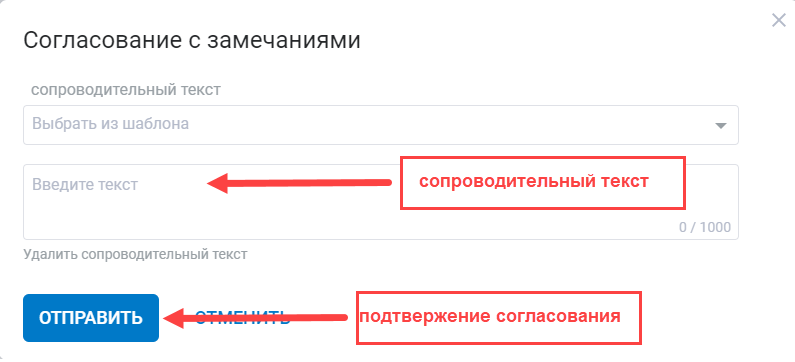 Согласование с замечаниями
сопроводительный текст
Выбрать из шаблона
Введите текст
сопроводительный текст
0 / 1000
Удалить сопроводительный текст
ОТПРАВИТЬ ОТМЕНИТЬ подтвержение согласования